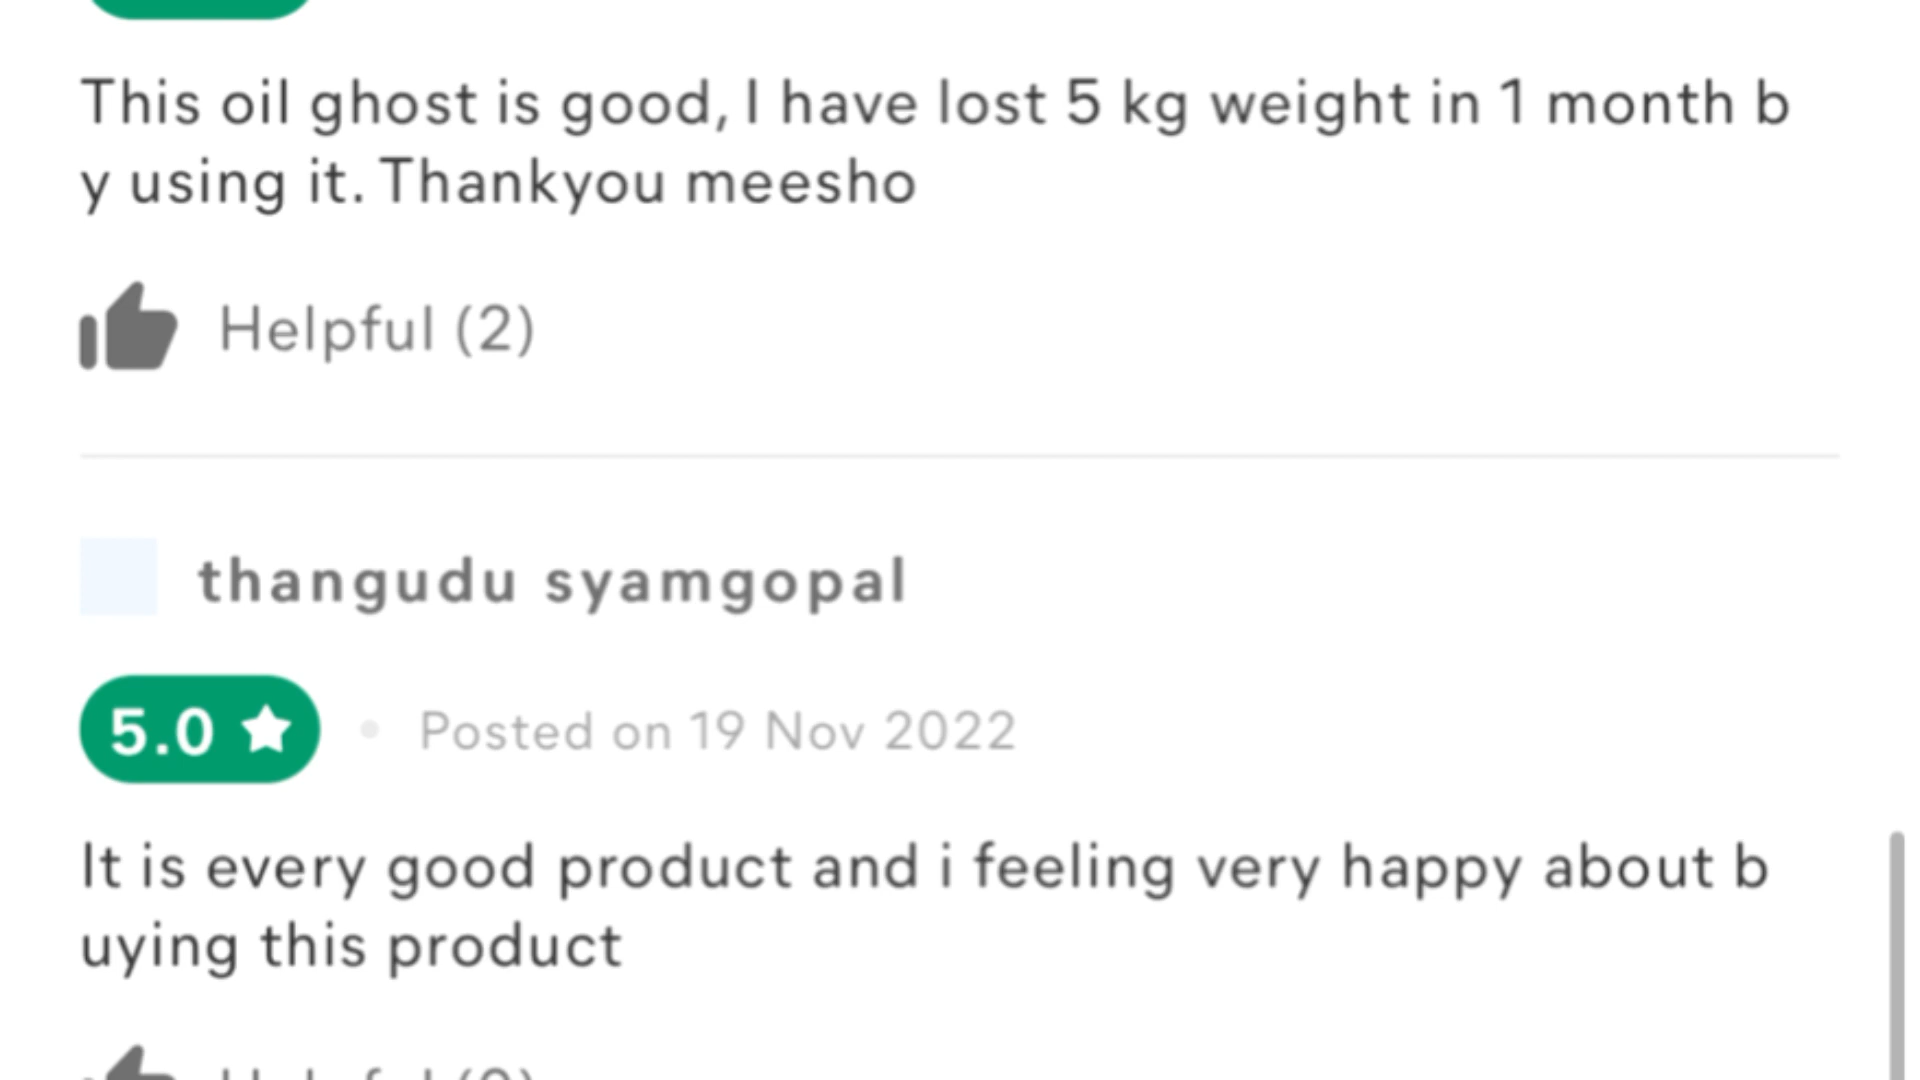 This oil ghost is good, I have lost 5 kg weight in 1 month b
y using it. Thankyou meesho
Helpful (2)
thangudu syamgopal
5.0 • Posted on 19 Nov 2022
It is every good product and i feeling very happy about b
uying this product